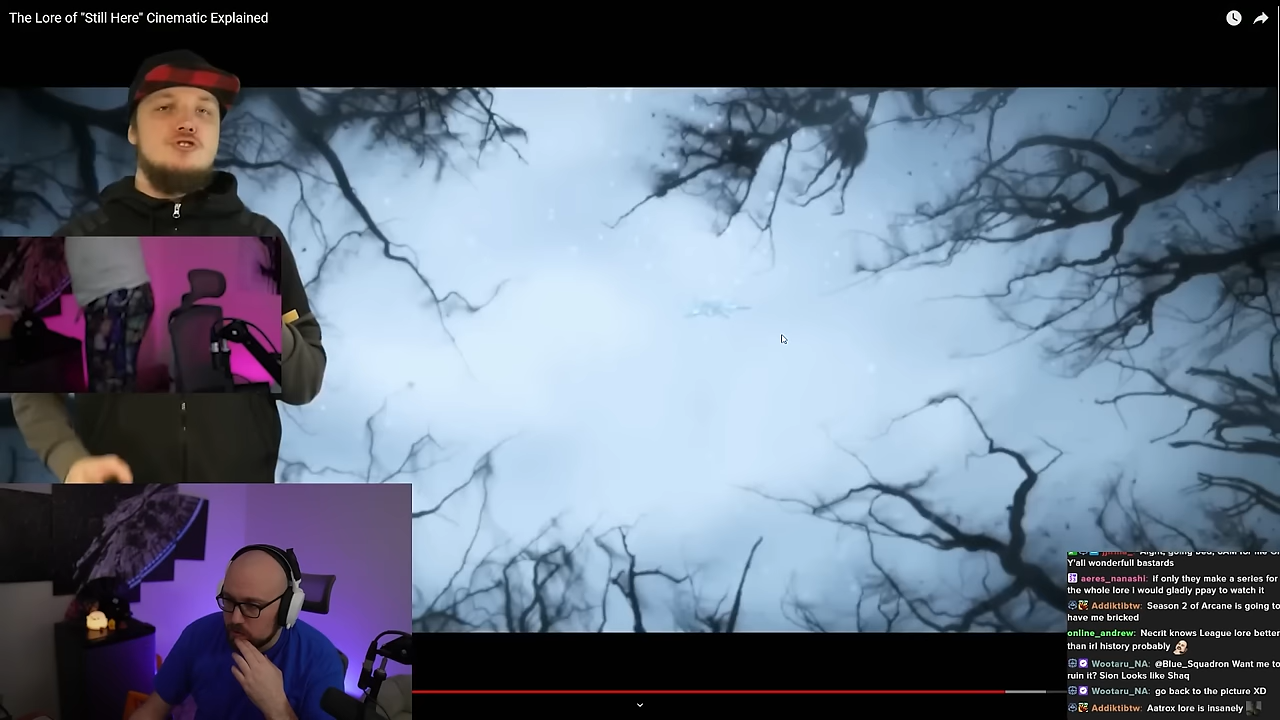 The Lore of "Still Here" Cinematic Explained
Y'all wonderfull bastards
aeres_nanashi: If only they make a series for
the whole lore I would gladly ppay to watch it
Addiktibtw: Season 2 of Arcane is going to
have me bricked
online_andrew: Necrit knows League lore better
than irl history probably
Wootaru_NA: @Blue_Squadron Want me to
ruin it? Sion Looks like Shaq
Wootaru_NA: go back to the picture XD
Addiktibtw: Aatrox lore is insanely